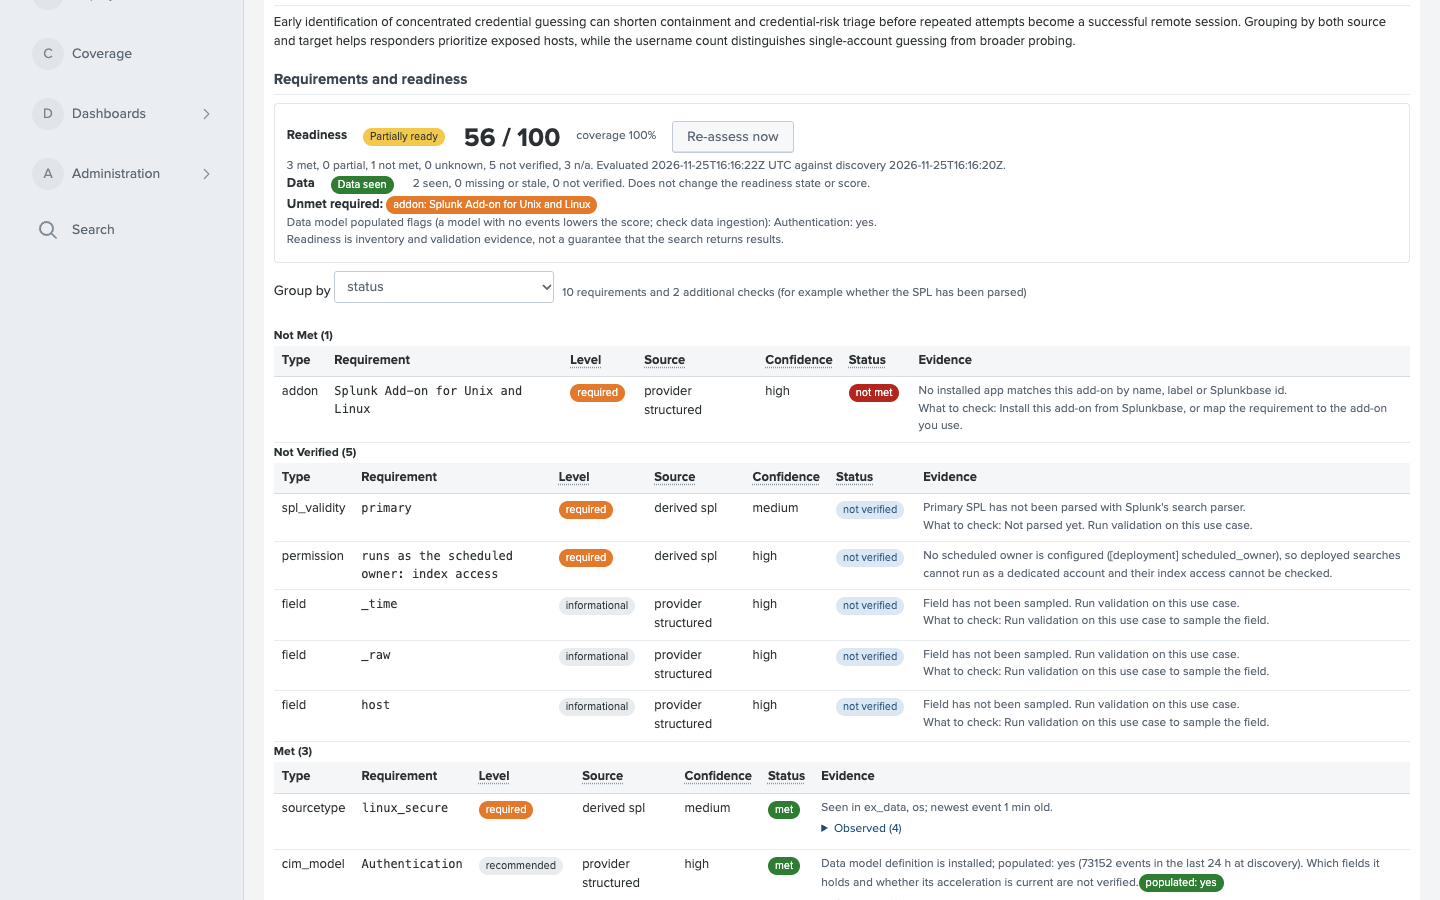 Early identification of concentrated credential guessing can shorten containment and credential-risk triage before repeated attempts become a successful remote session. Grouping by both source
and target helps responders prioritize exposed hosts, while the username count distinguishes single-account guessing from broader probing.
C Coverage
D Dashboards
A Administration
Search
Requirements and readiness
Readiness Partially ready 56 / 100 coverage 100% Re-assess now
3 met, 0 partial, 1 not met, 0 unknown, 5 not verified, 3 n/a. Evaluated 2026-11-25T16:16:22Z UTC against discovery 2026-11-25T16:16:20Z.
Data Data seen 2 seen, 0 missing or stale, 0 not verified. Does not change the readiness state or score.
Unmet required: addon: Splunk Add-on for Unix and Linux
Data model populated flags (a model with no events lowers the score; check data ingestion): Authentication: yes.
Readiness is inventory and validation evidence, not a guarantee that the search returns results.
Group by status 10 requirements and 2 additional checks (for example whether the SPL has been parsed)
Not Met (1)
Type Requirement Level Source Confidence Status Evidence
addon Splunk Add-on for Unix and required provider high not met No installed app matches this add-on by name, label or Splunkbase id.
Linux structured What to check: Install this add-on from Splunkbase, or map the requirement to the add-on
you use.
Not Verified (5)
Type Requirement Level Source Confidence Status Evidence
spl_validity primary required derived spl medium not verified Primary SPL has not been parsed with Splunk's search parser.
What to check: Not parsed yet. Run validation on this use case.
permission runs as the scheduled required derived spl high not verified No scheduled owner is configured ([deployment] scheduled_owner), so deployed searches
owner: index access cannot run as a dedicated account and their index access cannot be checked.
field _time informational provider high not verified Field has not been sampled. Run validation on this use case.
structured What to check: Run validation on this use case to sample the field.
field _raw informational provider high not verified Field has not been sampled. Run validation on this use case.
structured What to check: Run validation on this use case to sample the field.
field host informational provider high not verified Field has not been sampled. Run validation on this use case.
structured What to check: Run validation on this use case to sample the field.
Met (3)
Type Requirement Level Source Confidence Status Evidence
sourcetype linux_secure required derived spl medium met Seen in ex_data, os; newest event 1 min old.
Observed (4)
cim_model Authentication recommended provider high met Data model definition is installed; populated: yes (73152 events in the last 24 h at discovery). Which fields it
structured holds and whether its acceleration is current are not verified. populated: yes